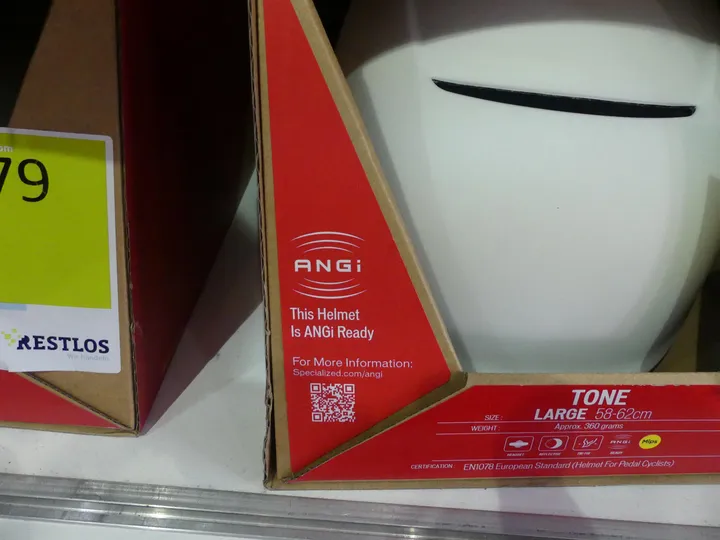 79
RESTLOS
ANGi
This Helmet
Is ANGi Ready
For More Information:
Specialized.com/angi
TONE
SIZE: LARGE 58-62cm
WEIGHT: Approx. 360 grams
ANGi Mips
READY
CERTIFICATION EN1078 European Standard (Helmet For Pedal Cyclists)